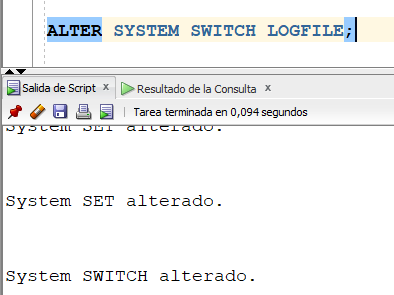 ALTER SYSTEM SWITCH LOGFILE;
Salida de Script x Resultado de la Consulta x
Tarea terminada en 0,094 segundos
System SET alterado.
System SET alterado.
System SWITCH alterado.